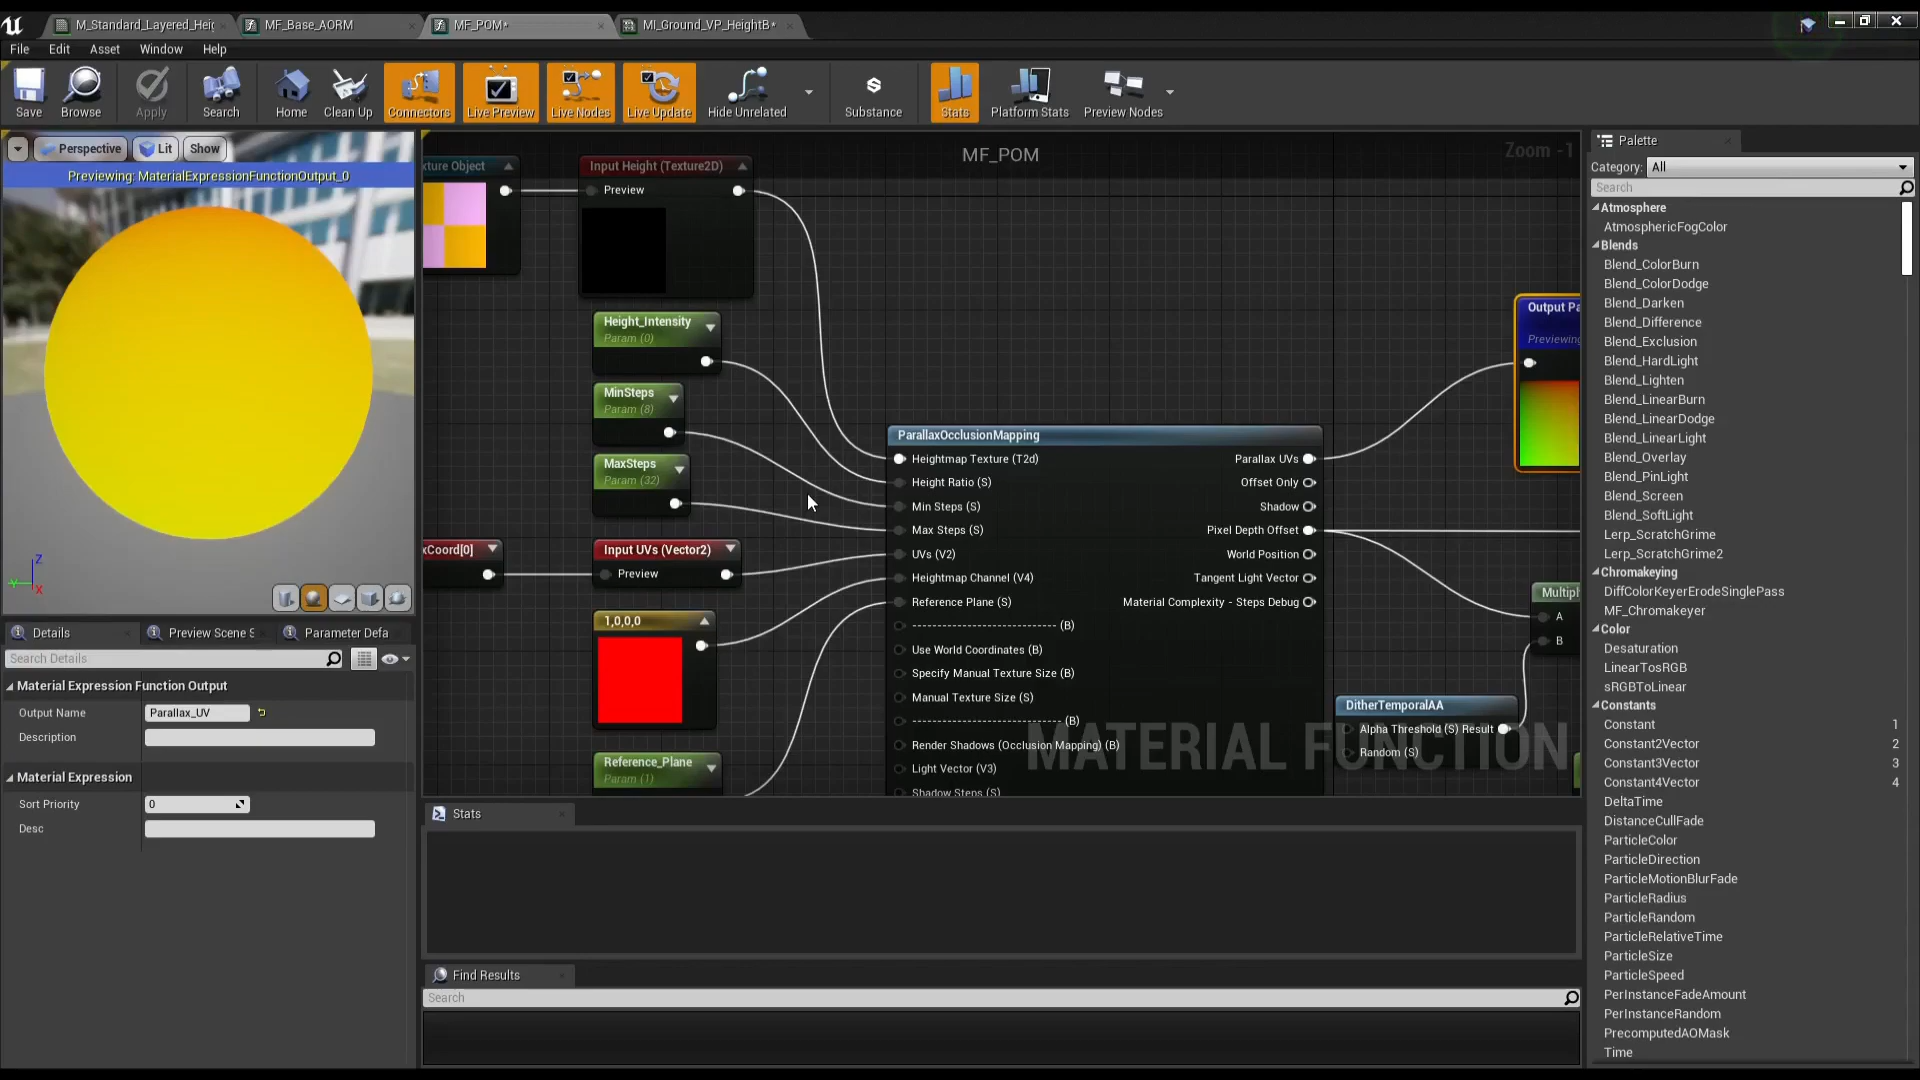 M_Standard_Layered_Heig
MF_Base_AORM
MF_POM*
MI_Ground_VP_HeightB*
File
Edit
Asset
Window
Help
Save
Browse
Apply
Search
Home
Clean Up
Connectors
Live Preview
Live Nodes
Live Update
Hide Unrelated
Substance
Stats
Platform Stats
Preview Nodes
Perspective
Lit
Show
Previewing: MaterialExpressionFunctionOutput_0
Z
Y
X
MF_POM
Zoom -1
xture Object
Input Height (Texture2D)
Preview
Height_Intensity
Param (0)
MinSteps
Param (8)
MaxSteps
Param (32)
xCoord[0]
Input UVs (Vector2)
Preview
1,0,0,0
Reference_Plane
Param (1)
ParallaxOcclusionMapping
Heightmap Texture (T2d)
Parallax UVs
Height Ratio (S)
Offset Only
Min Steps (S)
Shadow
Max Steps (S)
Pixel Depth Offset
UVs (V2)
World Position
Heightmap Channel (V4)
Tangent Light Vector
Reference Plane (S)
Material Complexity - Steps Debug
---------------------------- (B)
Use World Coordinates (B)
Specify Manual Texture Size (B)
Manual Texture Size (S)
----------------------------- (B)
Render Shadows (Occlusion Mapping) (B)
Light Vector (V3)
Shadow Steps (S)
Output Pa
Previewing
Multipl
A
B
DitherTemporalAA
Alpha Threshold (S) Result
Random (S)
MATERIAL FUNCTION
Details
Preview Scene S
Parameter Defa
Search Details
Material Expression Function Output
Output Name
Parallax_UV
Description
Material Expression
Sort Priority
0
Desc
Stats
Find Results
Search
Palette
Category:
All
Search
Atmosphere
AtmosphericFogColor
Blends
Blend_ColorBurn
Blend_ColorDodge
Blend_Darken
Blend_Difference
Blend_Exclusion
Blend_HardLight
Blend_Lighten
Blend_LinearBurn
Blend_LinearDodge
Blend_LinearLight
Blend_Overlay
Blend_PinLight
Blend_Screen
Blend_SoftLight
Lerp_ScratchGrime
Lerp_ScratchGrime2
Chromakeying
DiffColorKeyerErodeSinglePass
MF_Chromakeyer
Color
Desaturation
LinearTosRGB
sRGBToLinear
Constants
Constant 1
Constant2Vector 2
Constant3Vector 3
Constant4Vector 4
DeltaTime
DistanceCullFade
ParticleColor
ParticleDirection
ParticleMotionBlurFade
ParticleRadius
ParticleRandom
ParticleRelativeTime
ParticleSize
ParticleSpeed
PerInstanceFadeAmount
PerInstanceRandom
PrecomputedAOMask
Time